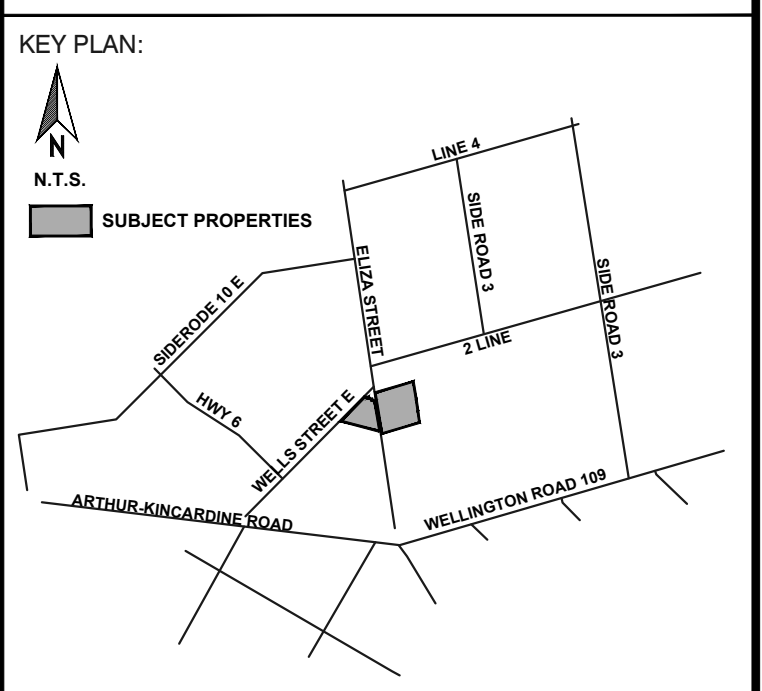 KEY PLAN:
N
N.T.S.
SUBJECT PROPERTIES
LINE 4
SIDE ROAD 3
ELIZA STREET
SIDE ROAD 3
SIDERODE 10 E
2 LINE
HWY 6
WELLS STREET E
ARTHUR-KINCARDINE ROAD
WELLINGTON ROAD 109